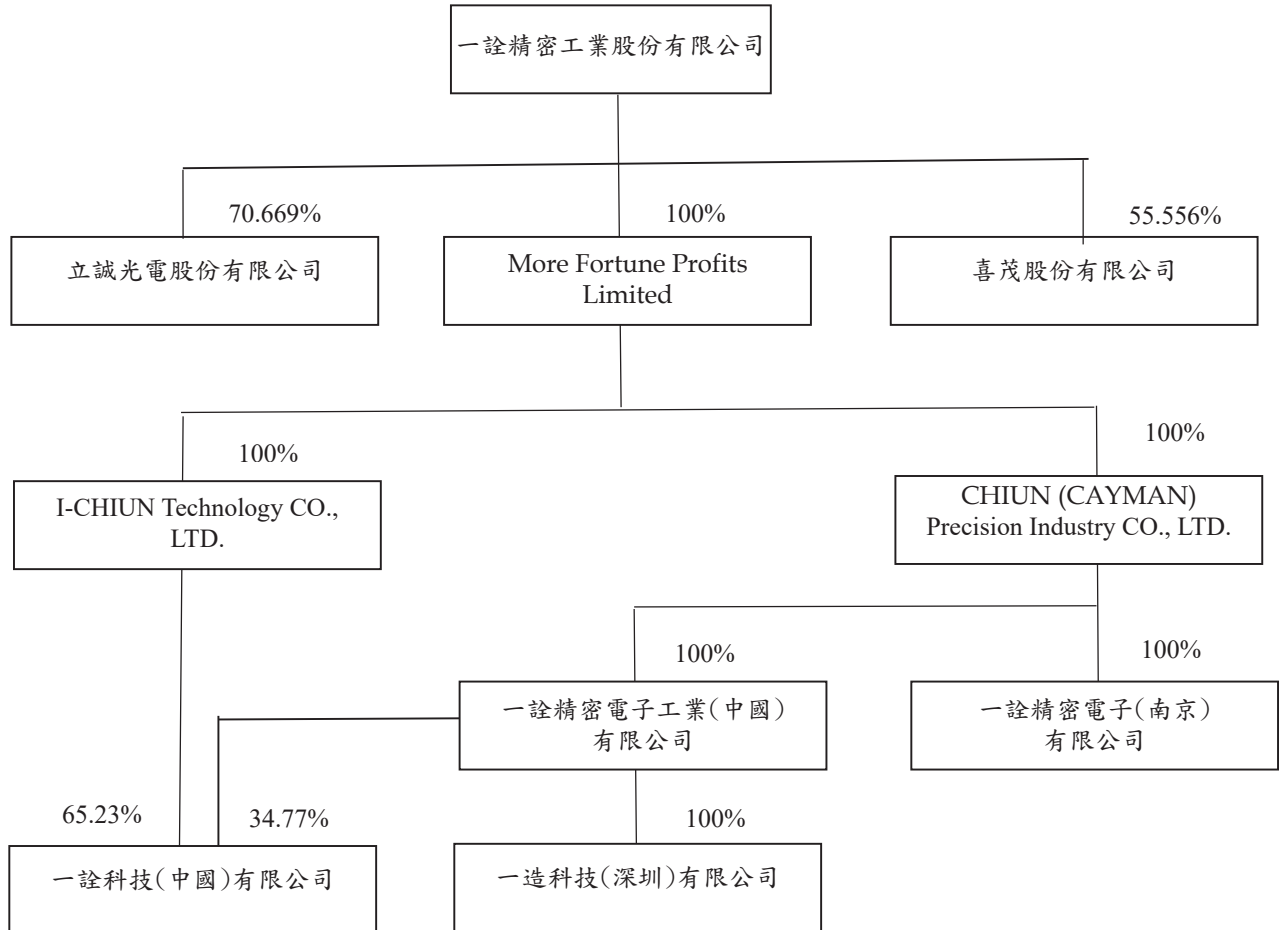 一詮精密工業股份有限公司
70.669%
100%
55.556%
立誠光電股份有限公司
More Fortune Profits
Limited
喜茂股份有限公司
100%
100%
I-CHIUN Technology CO.,
LTD.
CHIUN (CAYMAN)
Precision Industry CO., LTD.
100%
100%
一詮精密電子工業(中國)
有限公司
一詮精密電子(南京)
有限公司
65.23%
34.77%
100%
一詮科技(中國)有限公司
一造科技(深圳)有限公司